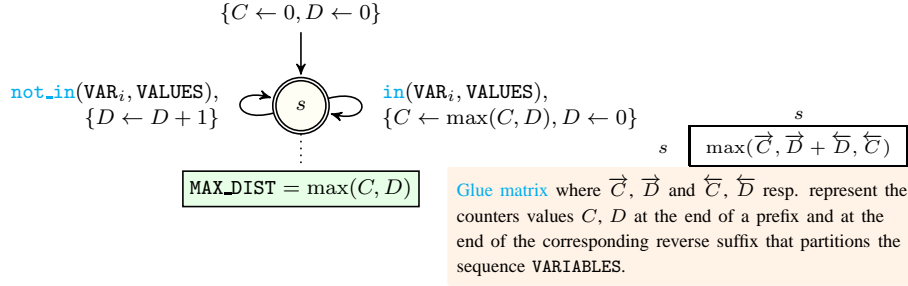 {C ← 0, D ← 0}
not_in(VAR_i, VALUES),
{D ← D + 1}
s
in(VAR_i, VALUES),
{C ← max(C, D), D ← 0}
MAX_DIST = max(C, D)
s
s
max(C⃗, D⃗ + D⃖, C⃖)
Glue matrix where C⃗, D⃗ and C⃖, D⃖ resp. represent the
counters values C, D at the end of a prefix and at the
end of the corresponding reverse suffix that partitions the
sequence VARIABLES.